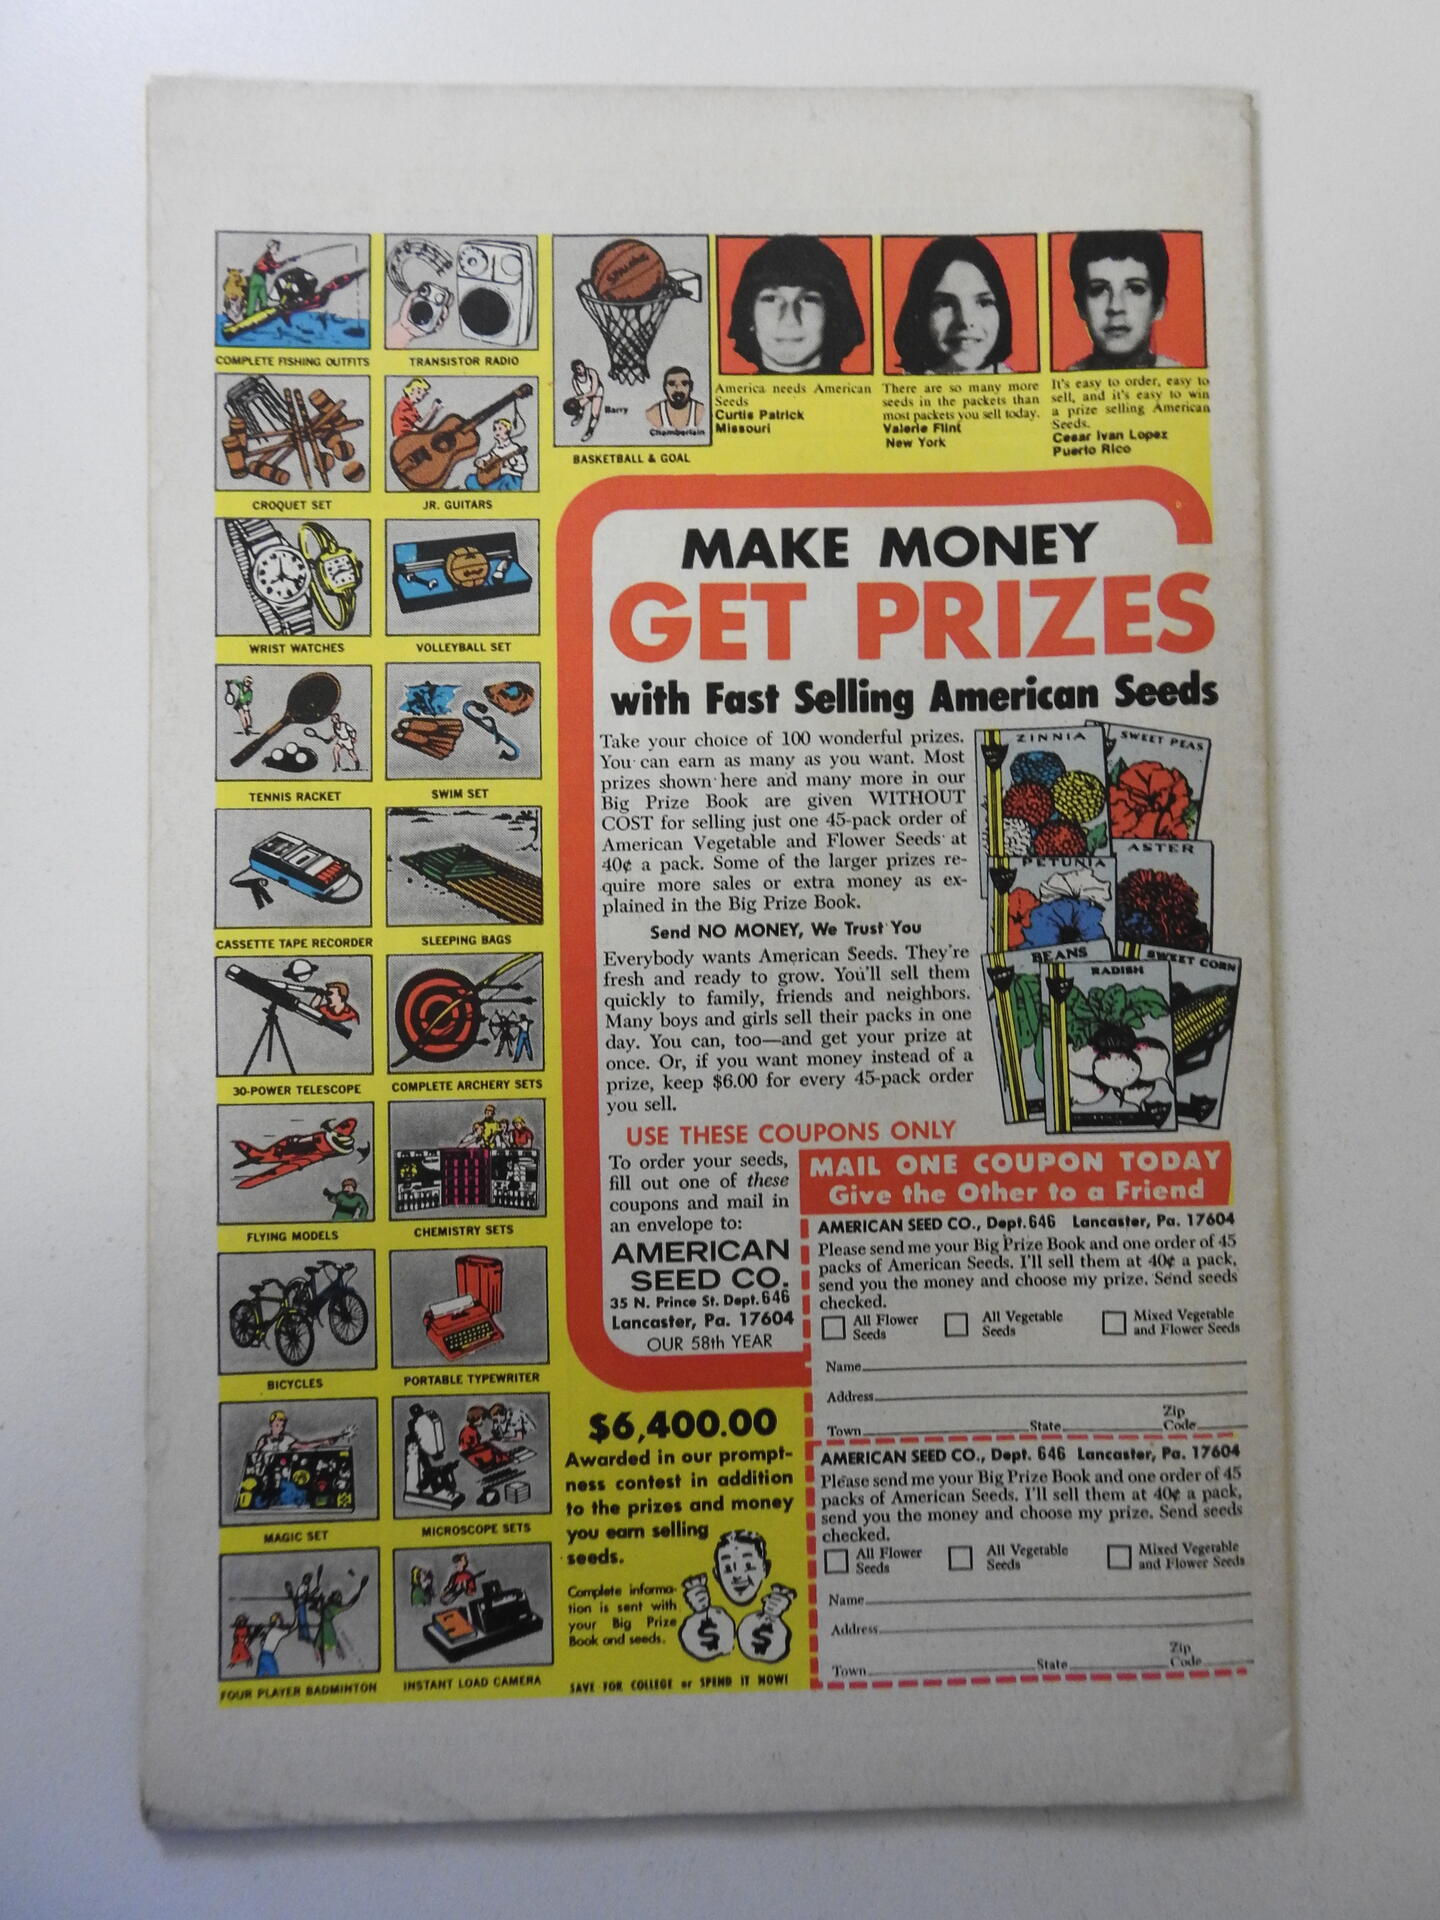 COMPLETE FISHING OUTFITS
TRANSISTOR RADIO
CROQUET SET
JR. GUITARS
WRIST WATCHES
VOLLEYBALL SET
TENNIS RACKET
SWIM SET
CASSETTE TAPE RECORDER
SLEEPING BAGS
30-POWER TELESCOPE
COMPLETE ARCHERY SETS
FLYING MODELS
CHEMISTRY SETS
BICYCLES
PORTABLE TYPEWRITER
MAGIC SET
MICROSCOPE SETS
FOUR PLAYER BADMINTON
INSTANT LOAD CAMERA
Spalding
Barry
Chamberlain
BASKETBALL & GOAL
America needs American
Seeds
Curtis Patrick
Missouri
There are so many more
seeds in the packets than
most packets you sell today.
Valerie Flint
New York
It's easy to order, easy to
sell, and it's easy to win
a prize selling American
Seeds.
Cesar Ivan Lopez
Puerto Rico
MAKE MONEY
GET PRIZES
with Fast Selling American Seeds
Take your choice of 100 wonderful prizes.
You can earn as many as you want. Most
prizes shown here and many more in our
Big Prize Book are given WITHOUT
COST for selling just one 45-pack order of
American Vegetable and Flower Seeds at
40¢ a pack. Some of the larger prizes re-
quire more sales or extra money as ex-
plained in the Big Prize Book.
Send NO MONEY, We Trust You
Everybody wants American Seeds. They're
fresh and ready to grow. You'll sell them
quickly to family, friends and neighbors.
Many boys and girls sell their packs in one
day. You can, too—and get your prize at
once. Or, if you want money instead of a
prize, keep $6.00 for every 45-pack order
you sell.
ZINNIA
SWEET PEAS
PETUNIA
ASTER
BEANS
RADISH
SWEET CORN
USE THESE COUPONS ONLY
To order your seeds,
fill out one of these
coupons and mail in
an envelope to:
AMERICAN
SEED CO.
35 N. Prince St. Dept. 646
Lancaster, Pa. 17604
OUR 58th YEAR
$6,400.00
Awarded in our prompt-
ness contest in addition
to the prizes and money
you earn selling
seeds.
Complete informa-
tion is sent with
your Big Prize
Book and seeds.
$ $
SAVE FOR COLLEGE or SPEND IT NOW!
MAIL ONE COUPON TODAY
Give the Other to a Friend
AMERICAN SEED CO., Dept. 646 Lancaster, Pa. 17604
Please send me your Big Prize Book and one order of 45
packs of American Seeds. I'll sell them at 40¢ a pack,
send you the money and choose my prize. Send seeds
checked.
All Flower Seeds
All Vegetable Seeds
Mixed Vegetable and Flower Seeds
Name
Address
Town State Zip Code
AMERICAN SEED CO., Dept. 646 Lancaster, Pa. 17604
Please send me your Big Prize Book and one order of 45
packs of American Seeds. I'll sell them at 40¢ a pack,
send you the money and choose my prize. Send seeds
checked.
All Flower Seeds
All Vegetable Seeds
Mixed Vegetable and Flower Seeds
Name
Address
Town State Zip Code